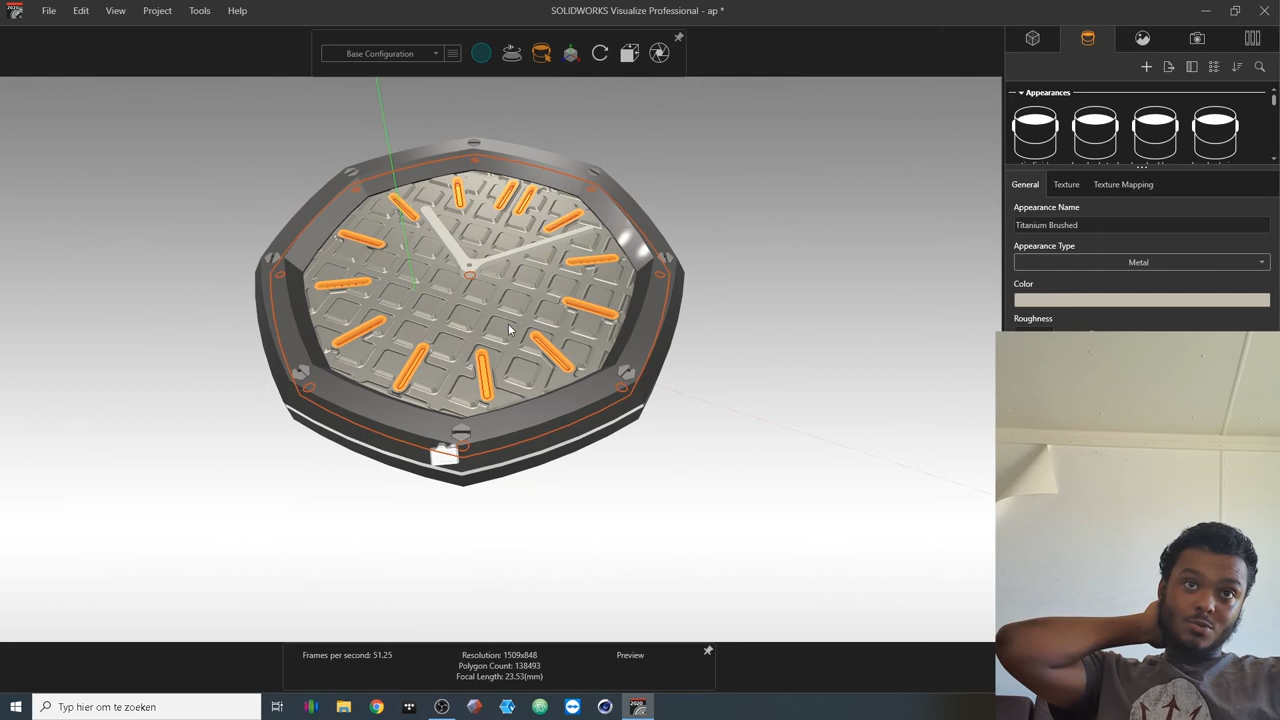 File Edit View Project Tools Help
SOLIDWORKS Visualize Professional - ap *
Base Configuration
Appearances
General Texture Texture Mapping
Appearance Name
Titanium Brushed
Appearance Type
Metal
Color
Roughness
Frames per second: 51.25
Resolution: 1509x848
Polygon Count: 138493
Focal Length: 23.53(mm)
Preview
Typ hier om te zoeken
2020